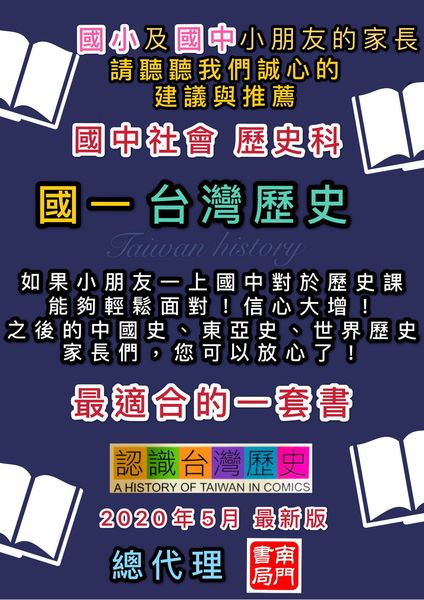 國小及國中小朋友的家長
請聽聽我們誠心的
建議與推薦
國中社會 歷史科
國一台灣歷史
Taiwan history
如果小朋友一上國中對於歷史課
能夠輕鬆面對！信心大增！
之後的中國史、東亞史、世界歷史
家長們，您可以放心了！
最適合的一套書
認識台灣歷史
A HISTORY OF TAIWAN IN COMICS
2020年5月 最新版
總代理 南門書局